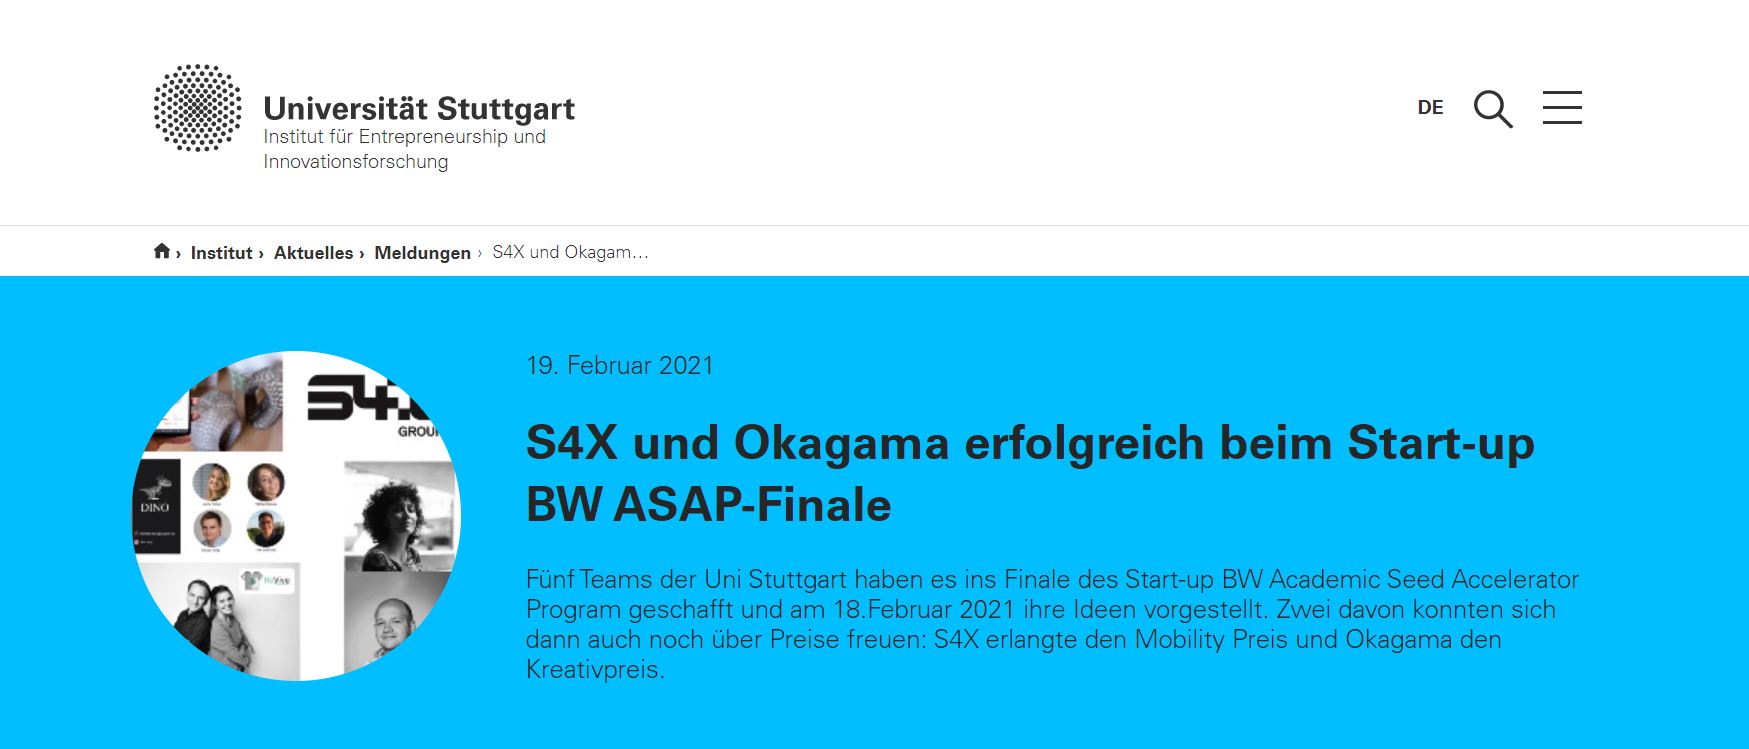 Universität Stuttgart
Institut für Entrepreneurship und
Innovationsforschung
DE
› Institut › Aktuelles › Meldungen › S4X und Okagam…
19. Februar 2021
S4X und Okagama erfolgreich beim Start-up
BW ASAP-Finale
Fünf Teams der Uni Stuttgart haben es ins Finale des Start-up BW Academic Seed Accelerator
Program geschafft und am 18.Februar 2021 ihre Ideen vorgestellt. Zwei davon konnten sich
dann auch noch über Preise freuen: S4X erlangte den Mobility Preis und Okagama den
Kreativpreis.
S4.
GROUP
DINO